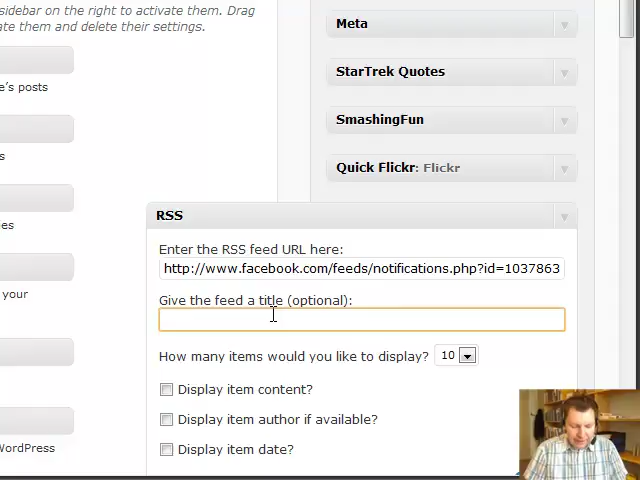 sidebar on the right to activate them. Drag
ate them and delete their settings.
e's posts
s
es
your
WordPress
Meta
StarTrek Quotes
SmashingFun
Quick Flickr: Flickr
RSS
Enter the RSS feed URL here:
http://www.facebook.com/feeds/notifications.php?id=1037863
Give the feed a title (optional):
How many items would you like to display? 10
Display item content?
Display item author if available?
Display item date?